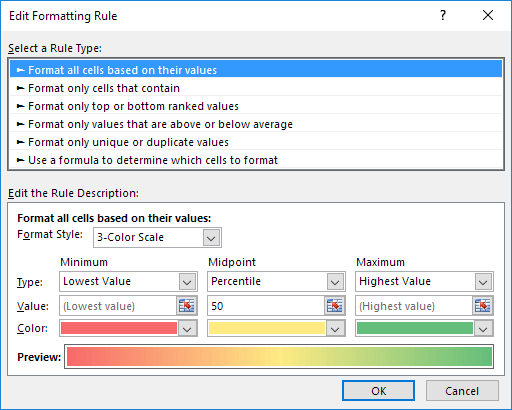 Edit Formatting Rule ? ×
Select a Rule Type:
► Format all cells based on their values
► Format only cells that contain
► Format only top or bottom ranked values
► Format only values that are above or below average
► Format only unique or duplicate values
► Use a formula to determine which cells to format
Edit the Rule Description:
Format all cells based on their values:
Format Style: 3-Color Scale
Minimum Midpoint Maximum
Type: Lowest Value Percentile Highest Value
Value: (Lowest value) 50 (Highest value)
Color:
Preview:
OK Cancel